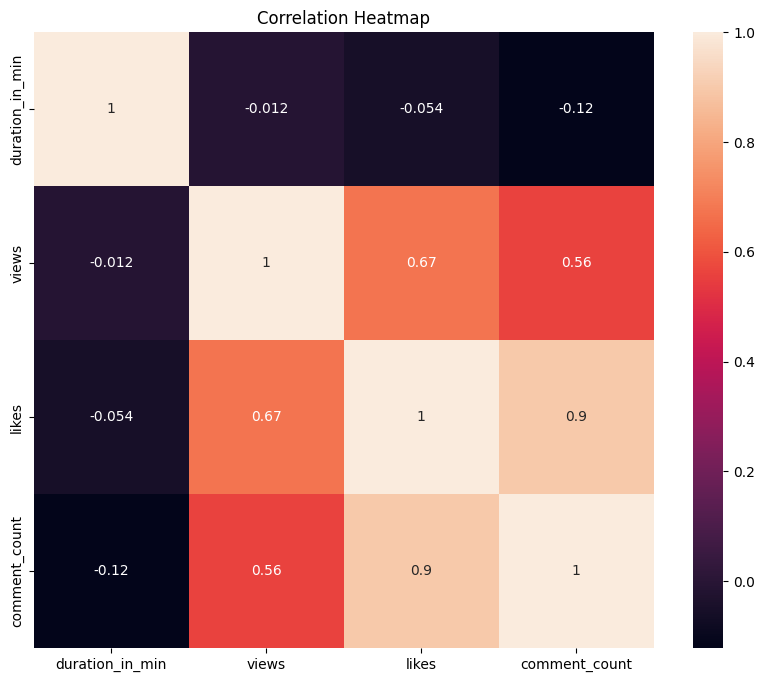 Correlation Heatmap
duration_in_min 1 -0.012 -0.054 -0.12
views -0.012 1 0.67 0.56
likes -0.054 0.67 1 0.9
comment_count -0.12 0.56 0.9 1
duration_in_min views likes comment_count
1.0
0.8
0.6
0.4
0.2
0.0